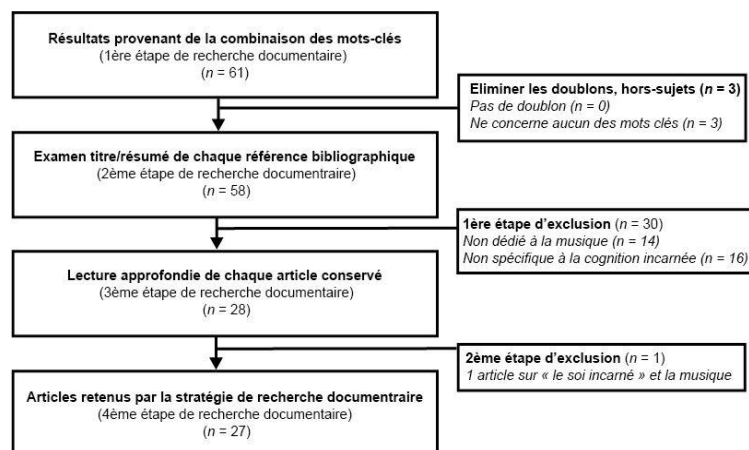 Résultats provenant de la combinaison des mots-clés
(1ère étape de recherche documentaire)
(n = 61)
Eliminer les doublons, hors-sujets (n = 3)
Pas de doublon (n = 0)
Ne concerne aucun des mots clés (n = 3)
Examen titre/résumé de chaque référence bibliographique
(2ème étape de recherche documentraire)
n = 58)
1ère étape d’exclusion (n = 30)
Non dédié à la musique (n = 14)
Non spécifique à la cognition incarnée (n = 16)
Lecture approfondie de chaque article conservé
(3ème étape de recherche documentaire)
(n = 28)
2ème étape d’exclusion (n = 1)
1 article sur « le soi incarné » et la musique
Articles retenus par la stratégie de recherche documentraire
(4ème étape de recherche documentaire)
(n = 27)